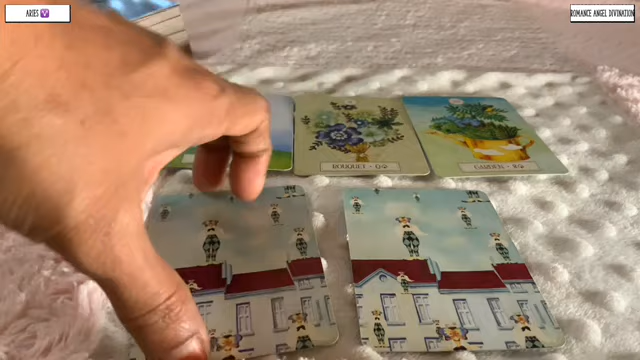 ARIES ♈
ROMANCE ANGEL DIVINATION
BOUQUET
GARDEN